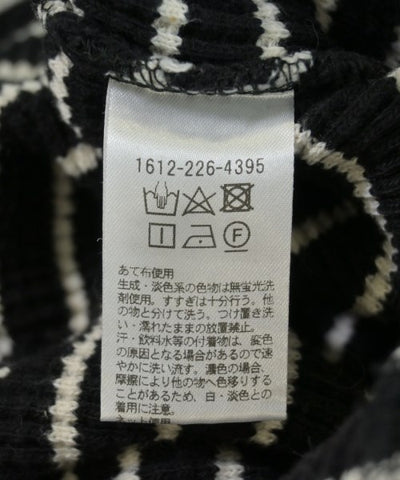 1612-226-4395
F
あて布使用
生成・淡色系の色物は無蛍光洗
剤使用。すすぎは十分行う。他
の物と分けて洗う。つけ置き洗
い・濡れたままの放置禁止。
汗・飲料水等の付着物は、変色
の原因となる場合があるので速
やかに洗い流す。濃色の場合、
摩擦により他の物へ色移りする
ことがあるため、白・淡色との
着用に注意。
ネット使用